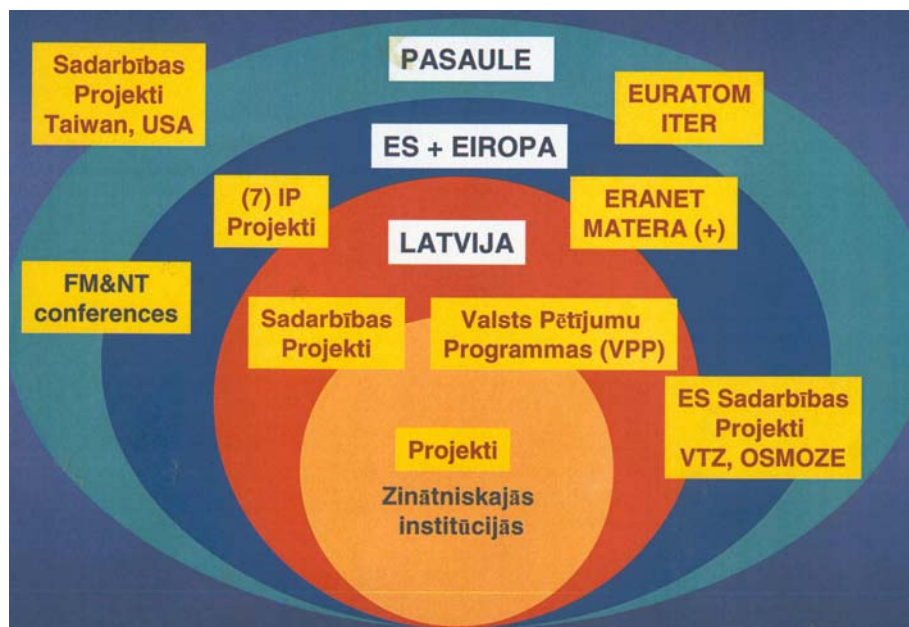 PASAULE
Sadarbības
Projekti
Taiwan, USA
EURATOM
ITER
ES + EIROPA
(7) IP
Projekti
ERANET
MATERA (+)
LATVIJA
FM&NT
conferences
Sadarbības
Projekti
Valsts Pētījumu
Programmas (VPP)
ES Sadarbības
Projekti
VTZ, OSMOZE
Projekti
Zinātniskajās
institūcijās